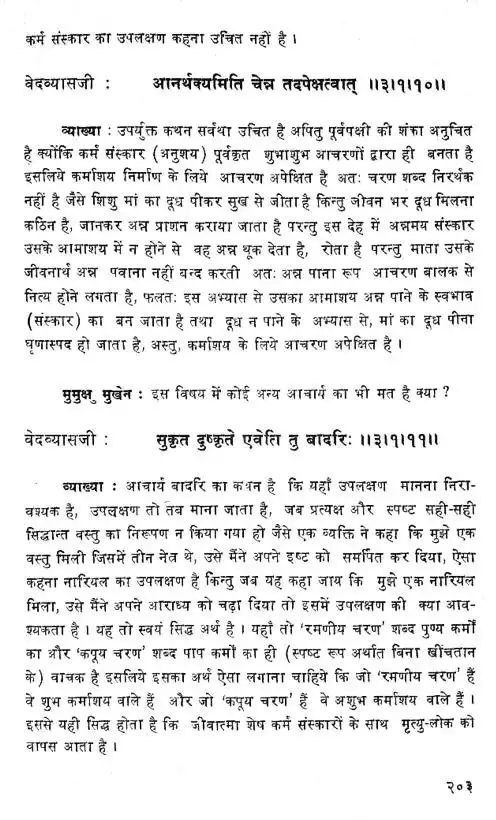 कर्म संस्कार का उपलक्षण कहना उचित नहीं है ।
वेदव्यासजी : आनर्थक्यमिति चेन्न तदपेक्षत्वात् ॥३।१।१०॥
व्याख्या : उपर्युक्त कथन सर्वथा उचित है अपितु पूर्वपक्षी की शंका अनुचित
है क्योंकि कर्म संस्कार (अनुशय) पूर्वकृत शुभाशुभ आचरणों द्वारा ही बनता है
इसलिये कर्माशय निर्माण के लिये आचरण अपेक्षित है अतः चरण शब्द निरर्थक
नहीं है जैसे शिशु मां का दूध पीकर सुख से जीता है किन्तु जीवन भर दूध मिलना
कठिन है, जानकर अन्न प्राशन कराया जाता है परन्तु इस देह में अन्नमय संस्कार
उसके आमाशय में न होने से वह अन्न थूक देता है, रोता है परन्तु माता उसके
जीवनार्थ अन्न पवाना नहीं बन्द करती अतः अन्न पाना रूप आचरण बालक से
नित्य होने लगता है, फलतः इस अभ्यास से उसका आमाशय अन्न पाने के स्वभाव
(संस्कार) का बन जाता है तथा दूध न पाने के अभ्यास से, मां का दूध पीना
घृणास्पद हो जाता है, अस्तु, कर्माशय के लिये आचरण अपेक्षित है ।
मुमुक्षु मुखेन : इस विषय में कोई अन्य आचार्य का भी मत है क्या ?
वेदव्यासजी : सुकृत दुष्कृते एवेति तु बादरिः ॥३।१।११॥
व्याख्या : आचार्य बादरि का कथन है कि यहाँ उपलक्षण मानना निरा-
वश्यक है, उपलक्षण तो तब माना जाता है, जब प्रत्यक्ष और स्पष्ट सही-सही
सिद्धान्त वस्तु का निरूपण न किया गया हो जैसे एक व्यक्ति ने कहा कि मुझे एक
वस्तु मिली जिसमें तीन नेत्र थे, उसे मैंने अपने इष्ट को समर्पित कर दिया, ऐसा
कहना नारियल का उपलक्षण है किन्तु जब यह कहा जाय कि मुझे एक नारियल
मिला, उसे मैंने अपने आराध्य को चढ़ा दिया तो इसमें उपलक्षण की क्या आव-
श्यकता है । यह तो स्वयं सिद्ध अर्थ है । यहाँ तो 'रमणीय चरण' शब्द पुण्य कर्मों
का और 'कपूय चरण' शब्द पाप कर्मों का ही (स्पष्ट रूप अर्थात बिना खींचतान
के) वाचक है इसलिये इसका अर्थ ऐसा लगाना चाहिये कि जो 'रमणीय चरण' हैं
वे शुभ कर्माशय वाले हैं और जो 'कपूय चरण' हैं वे अशुभ कर्माशय वाले हैं ।
इससे यही सिद्ध होता है कि जीवात्मा शेष कर्म संस्कारों के साथ मृत्यु-लोक को
वापस आता है ।
२०३